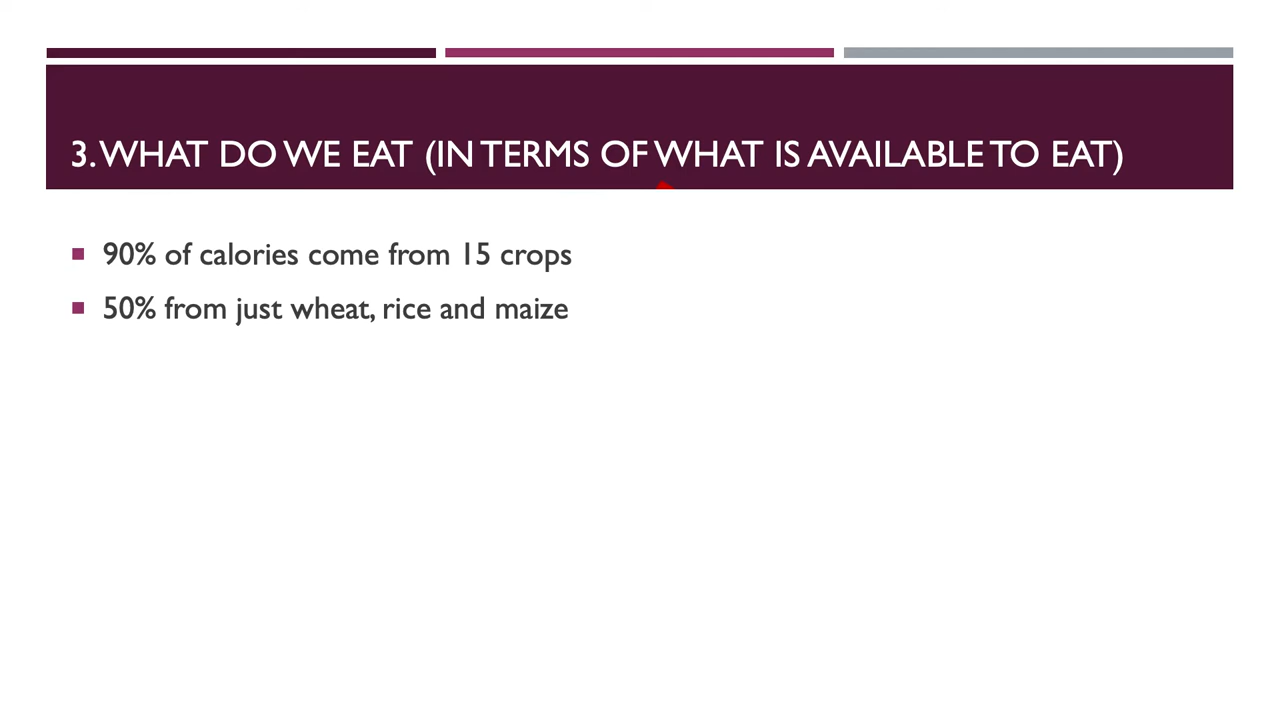 3. WHAT DO WE EAT (IN TERMS OF WHAT IS AVAILABLE TO EAT)
90% of calories come from 15 crops
50% from just wheat, rice and maize